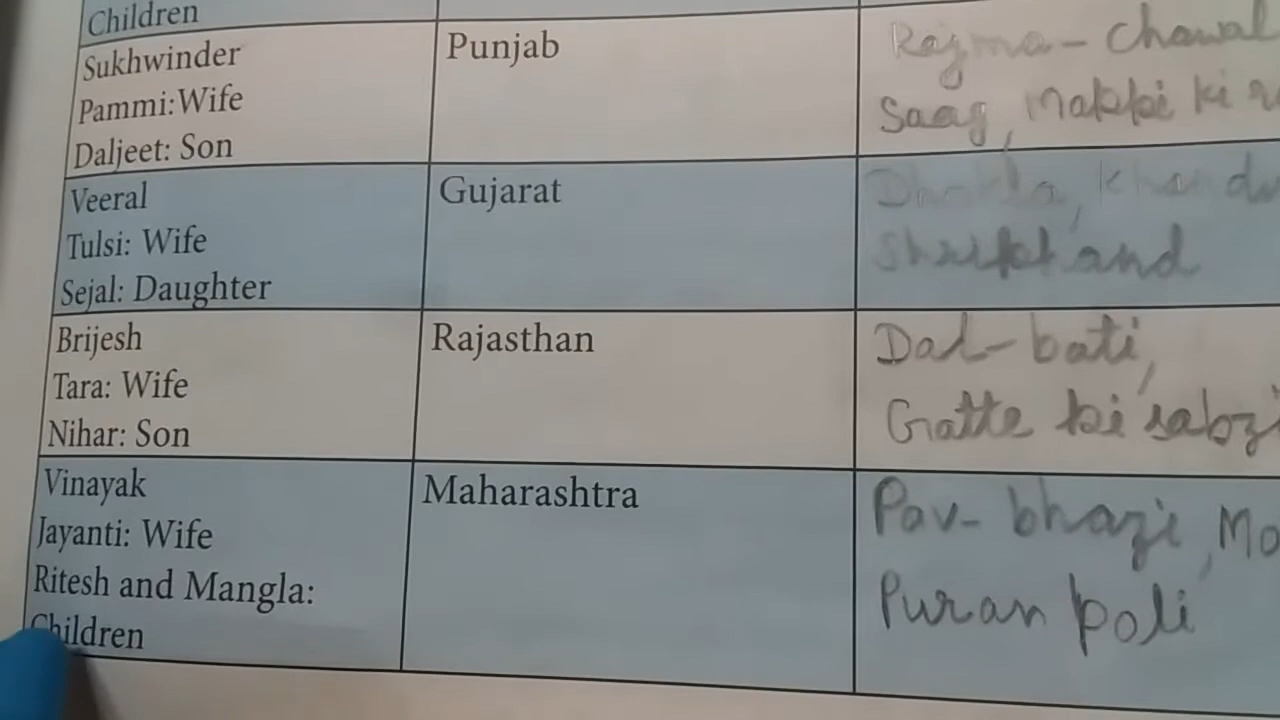 Children
Sukhwinder
Pammi: Wife
Daljeet: Son
Punjab
Rajma - Chawal
Saag, Makki ki
Veeral
Tulsi: Wife
Sejal: Daughter
Gujarat
Dhokla,
Shrikhand
Brijesh
Tara: Wife
Nihar: Son
Rajasthan
Dal-bati,
Gatte ki sabzi
Vinayak
Jayanti: Wife
Ritesh and Mangla:
Children
Maharashtra
Pav-bhazi,
Puran poli